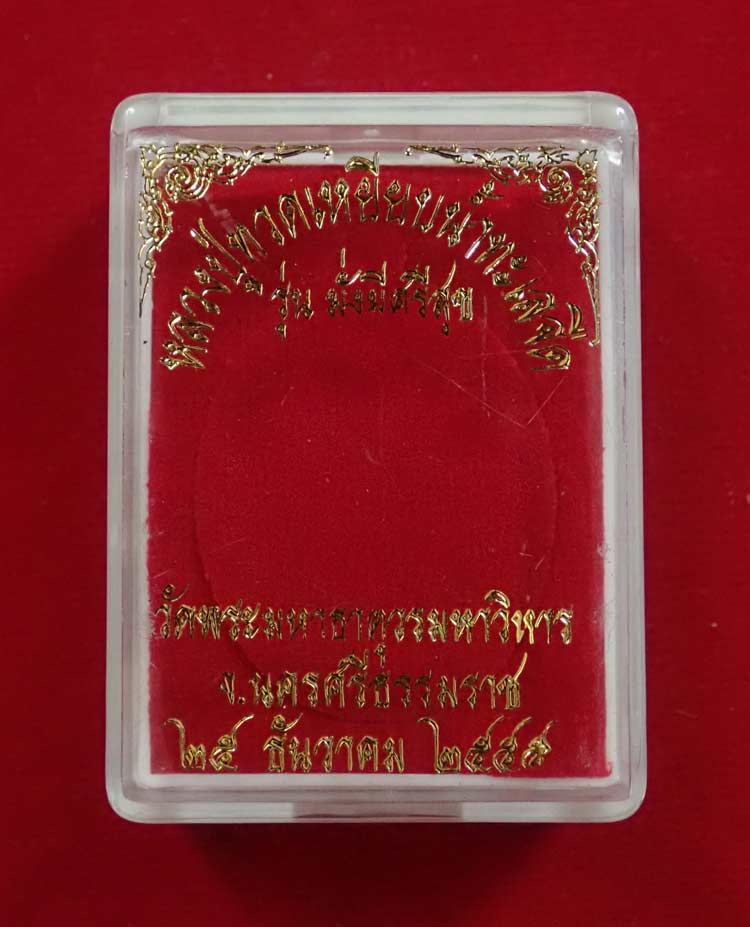 หลวงปู่ทวดเหยียบน้ำทะเลจืด
รุ่น มั่งมีศรีสุข
วัดพระมหาธาตุวรมหาวิหาร
จ.นครศรีธรรมราช
๒๕ ธันวาคม ๒๕๕๕